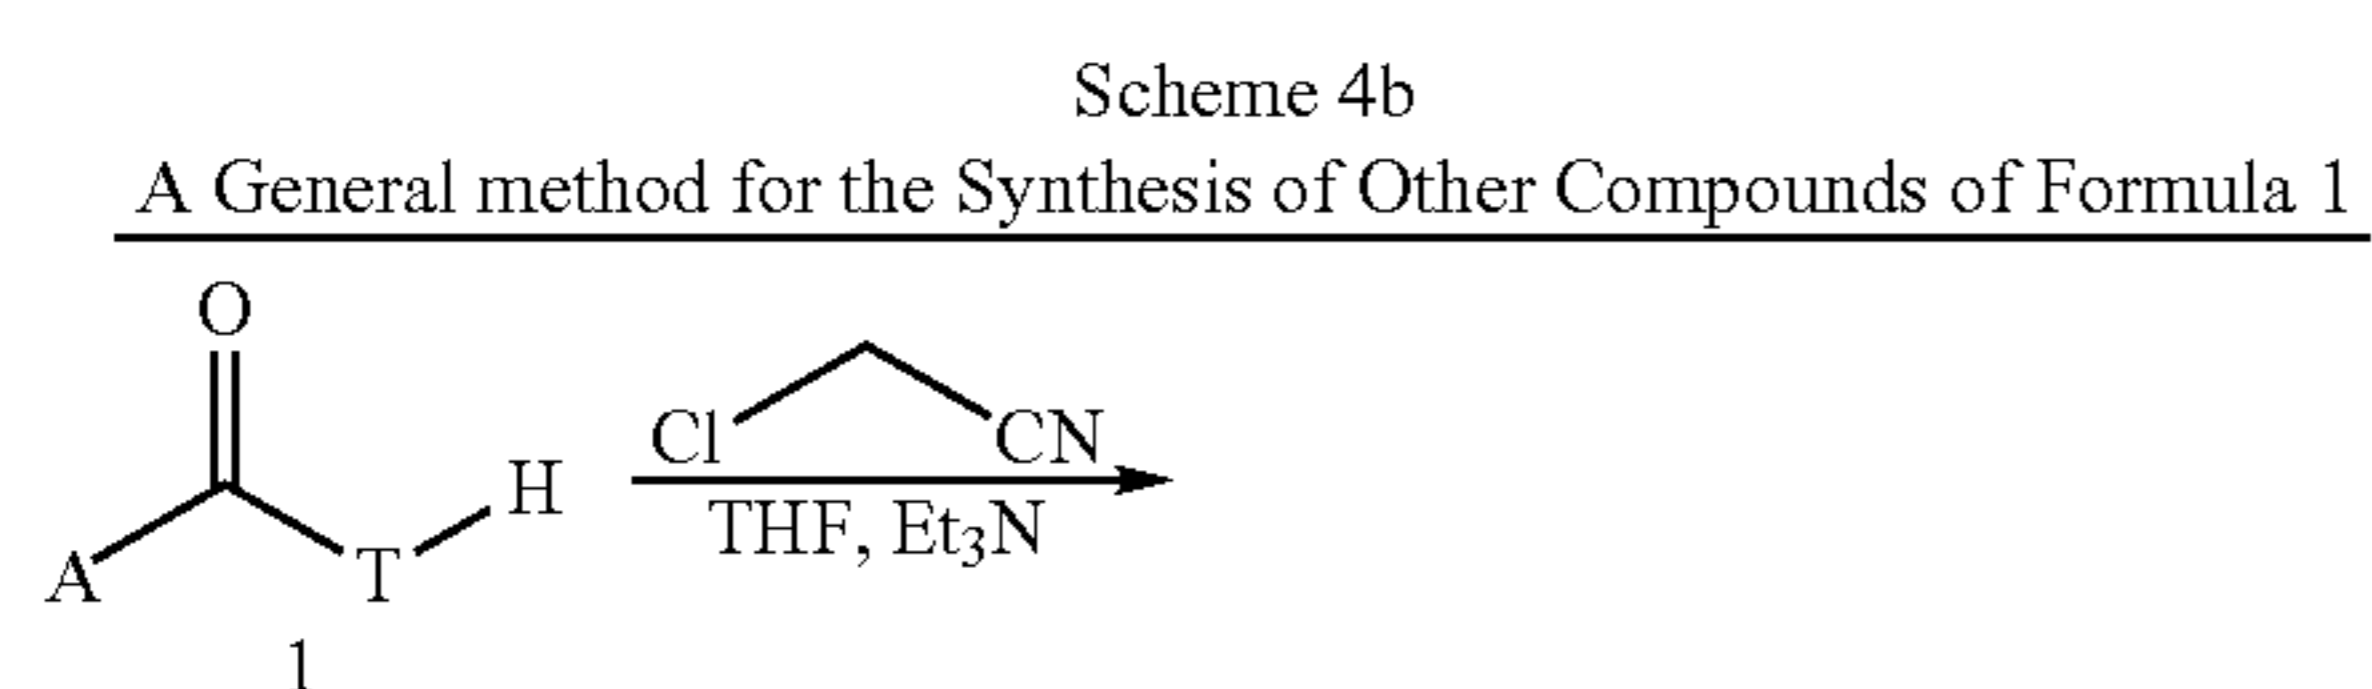 Scheme 4b
A General method for the Synthesis of Other Compounds of Formula 1
O
Cl
CN
H
THF, Et₃N
A
T
1